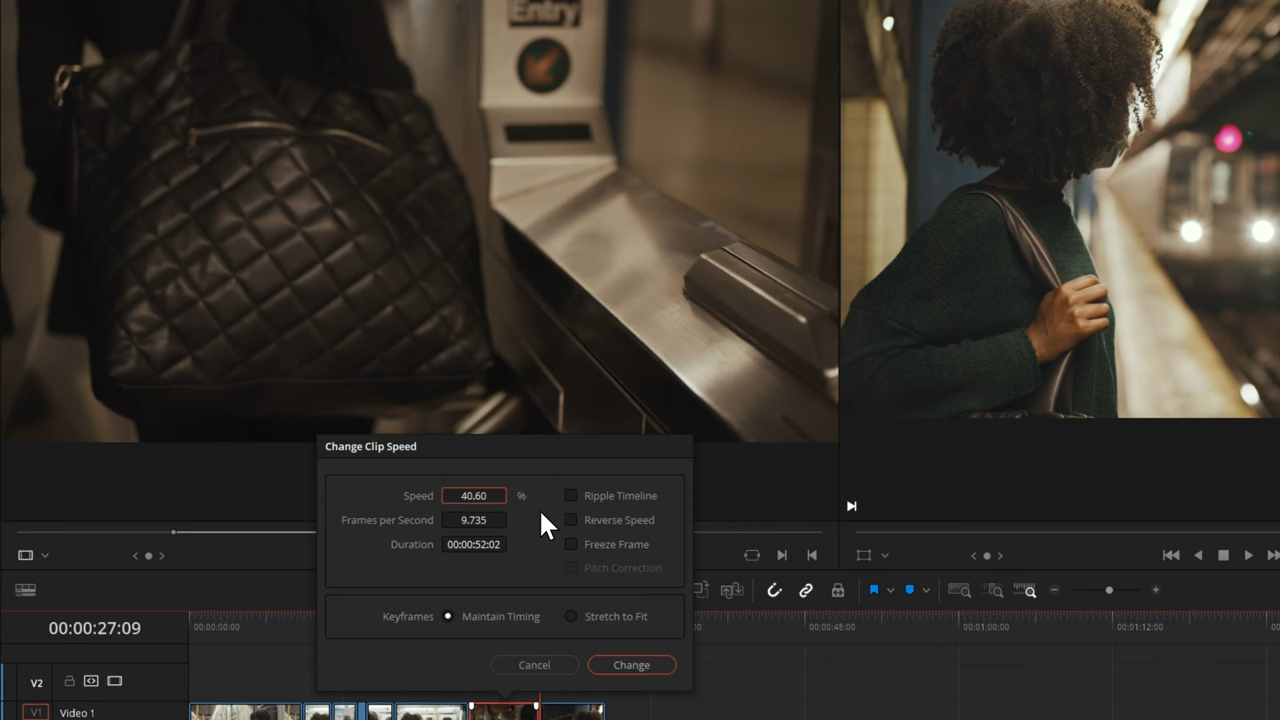 Entry
Change Clip Speed
Speed 40.60 %
Ripple Timeline
Frames per Second 9.735
Reverse Speed
Duration 00:00:52:02
Freeze Frame
Pitch Correction
Keyframes Maintain Timing Stretch to Fit
Cancel Change
00:00:27:09
00:00:00:00
00:00:48:00
00:01:00:00
00:01:12:00
V2
V1 Video 1